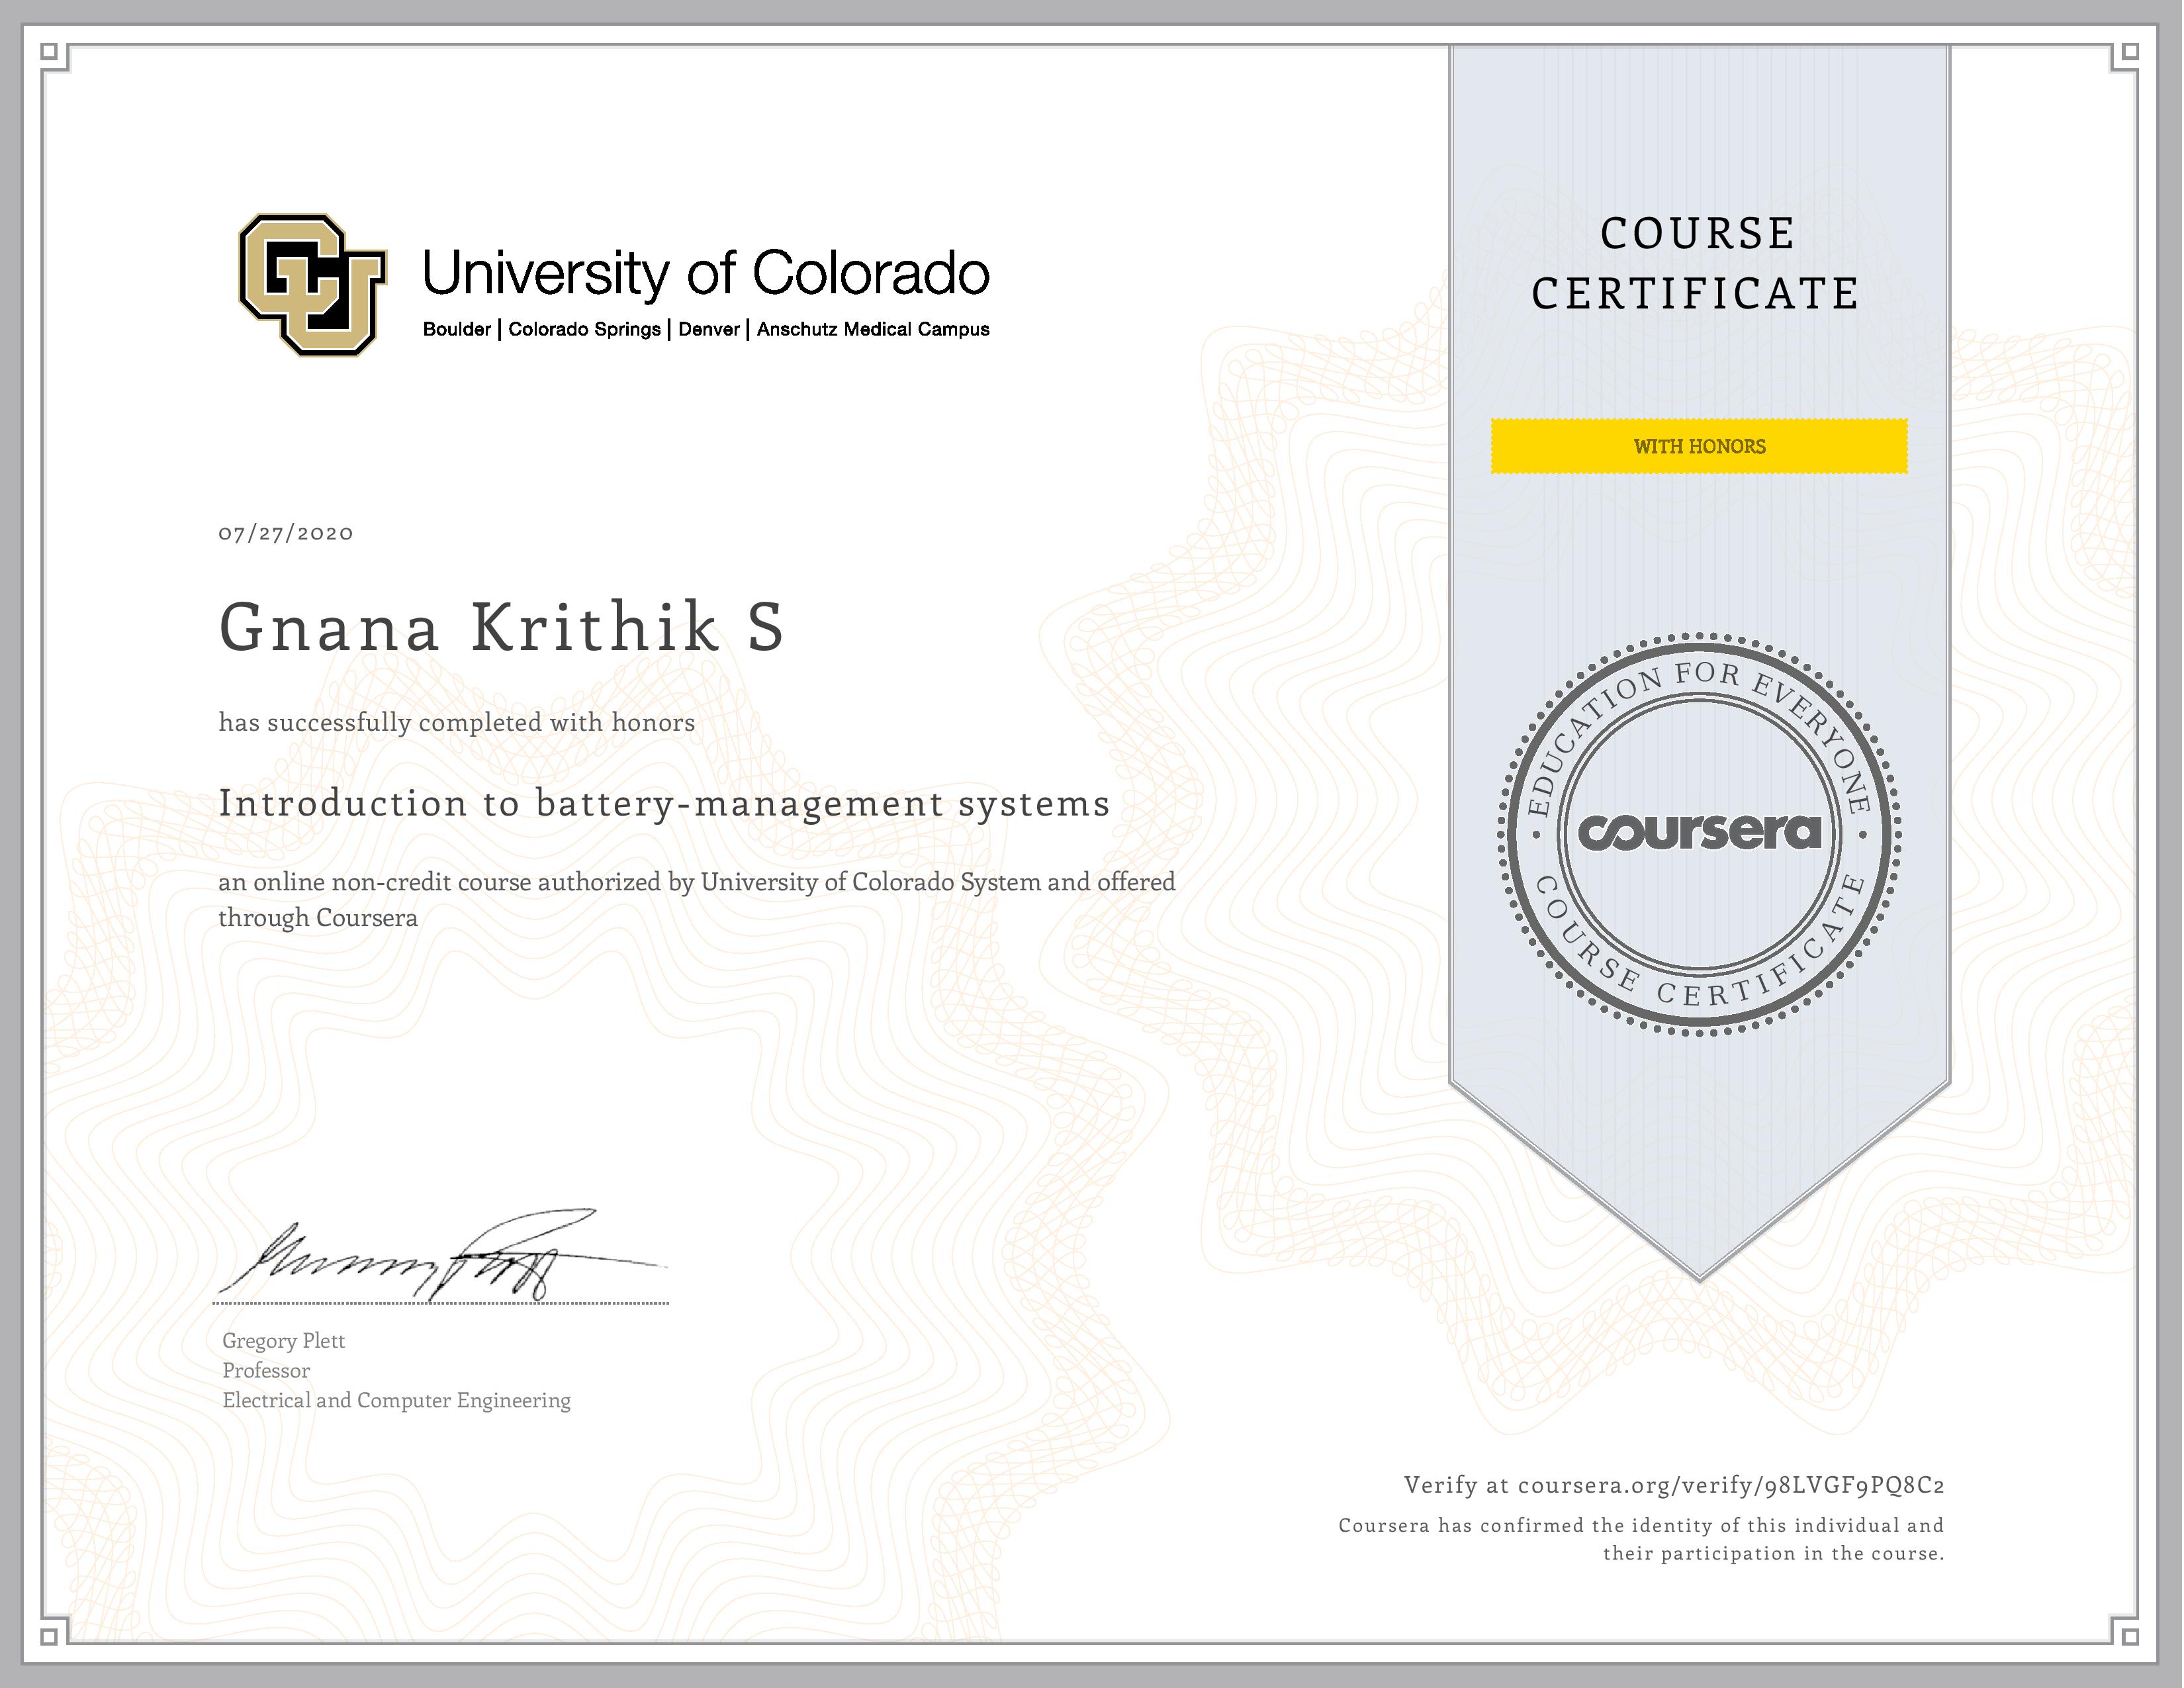 University of Colorado
Boulder | Colorado Springs | Denver | Anschutz Medical Campus
07/27/2020
Gnana Krithik S
has successfully completed with honors
Introduction to battery-management systems
an online non-credit course authorized by University of Colorado System and offered
through Coursera
Gregory Plett
Professor
Electrical and Computer Engineering
COURSE
CERTIFICATE
WITH HONORS
EDUCATION FOR EVERYONE
coursera
COURSE CERTIFICATE
Verify at coursera.org/verify/98LVGF9PQ8C2
Coursera has confirmed the identity of this individual and
their participation in the course.